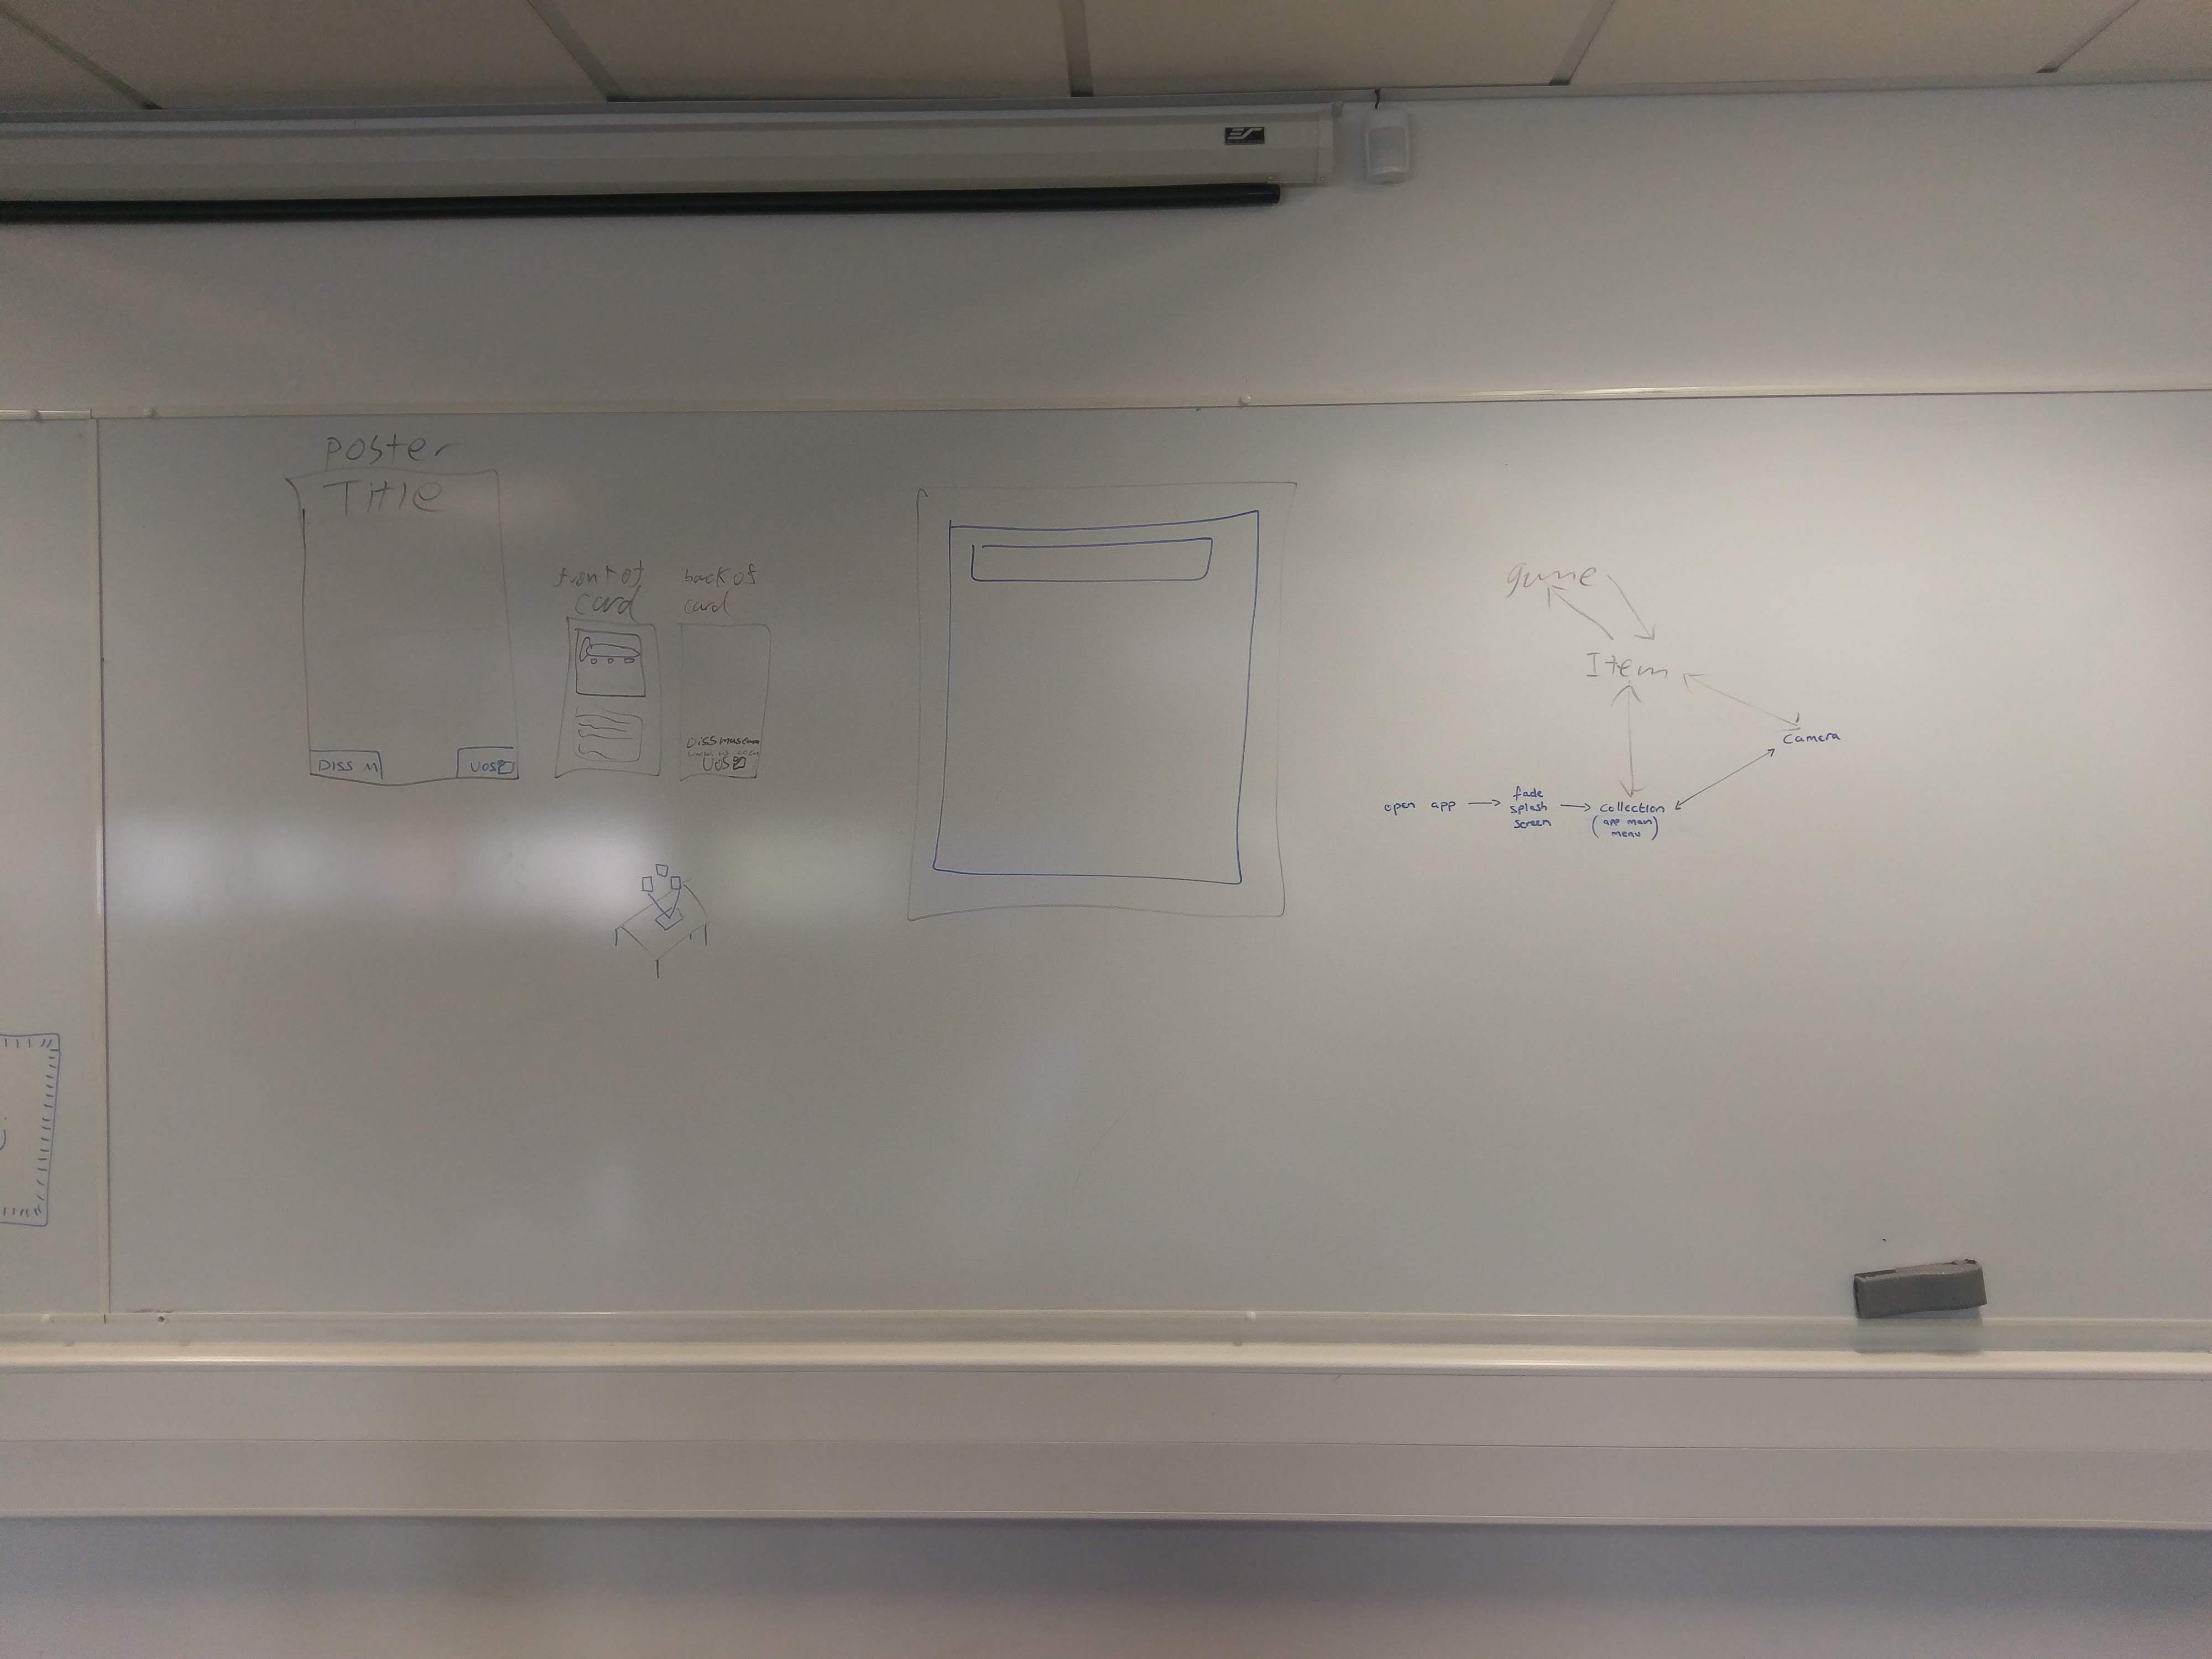 poster
Title
DISS M
UOS
front of
card
back of
card
Diss museum
UOS
game
Item
camera
open app
fade
splash
screen
collection
(app main
menu)